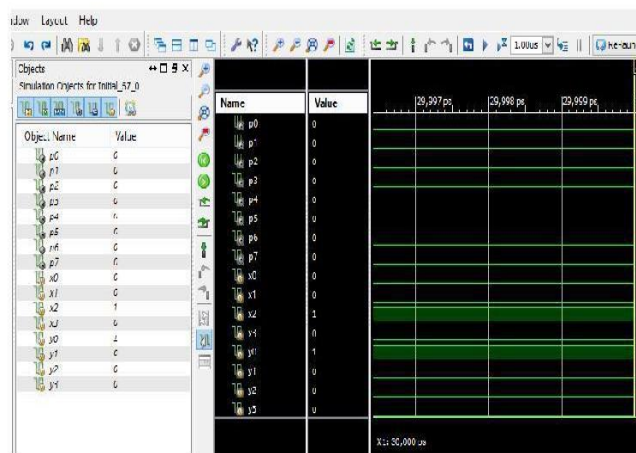 Layout Help
1.00us
Objects
Simulation Objects for Initial_57_0
Object Name Value
p0 0
p1 0
p2 0
p3 0
p4 0
p5 0
p6 0
p7 0
x0 0
x1 0
x2 1
x3 0
y0 1
y1 0
y2 0
Name Value
p0 0
p1 0
p2 0
p3 0
p4 0
p5 0
p6 0
p7 0
x0 0
x1 0
x2 1
0
y0 1
y1 0
y2 0
y3 0
29,997 ps 29,998 ps 29,999 ps
X1: 30,000 ps